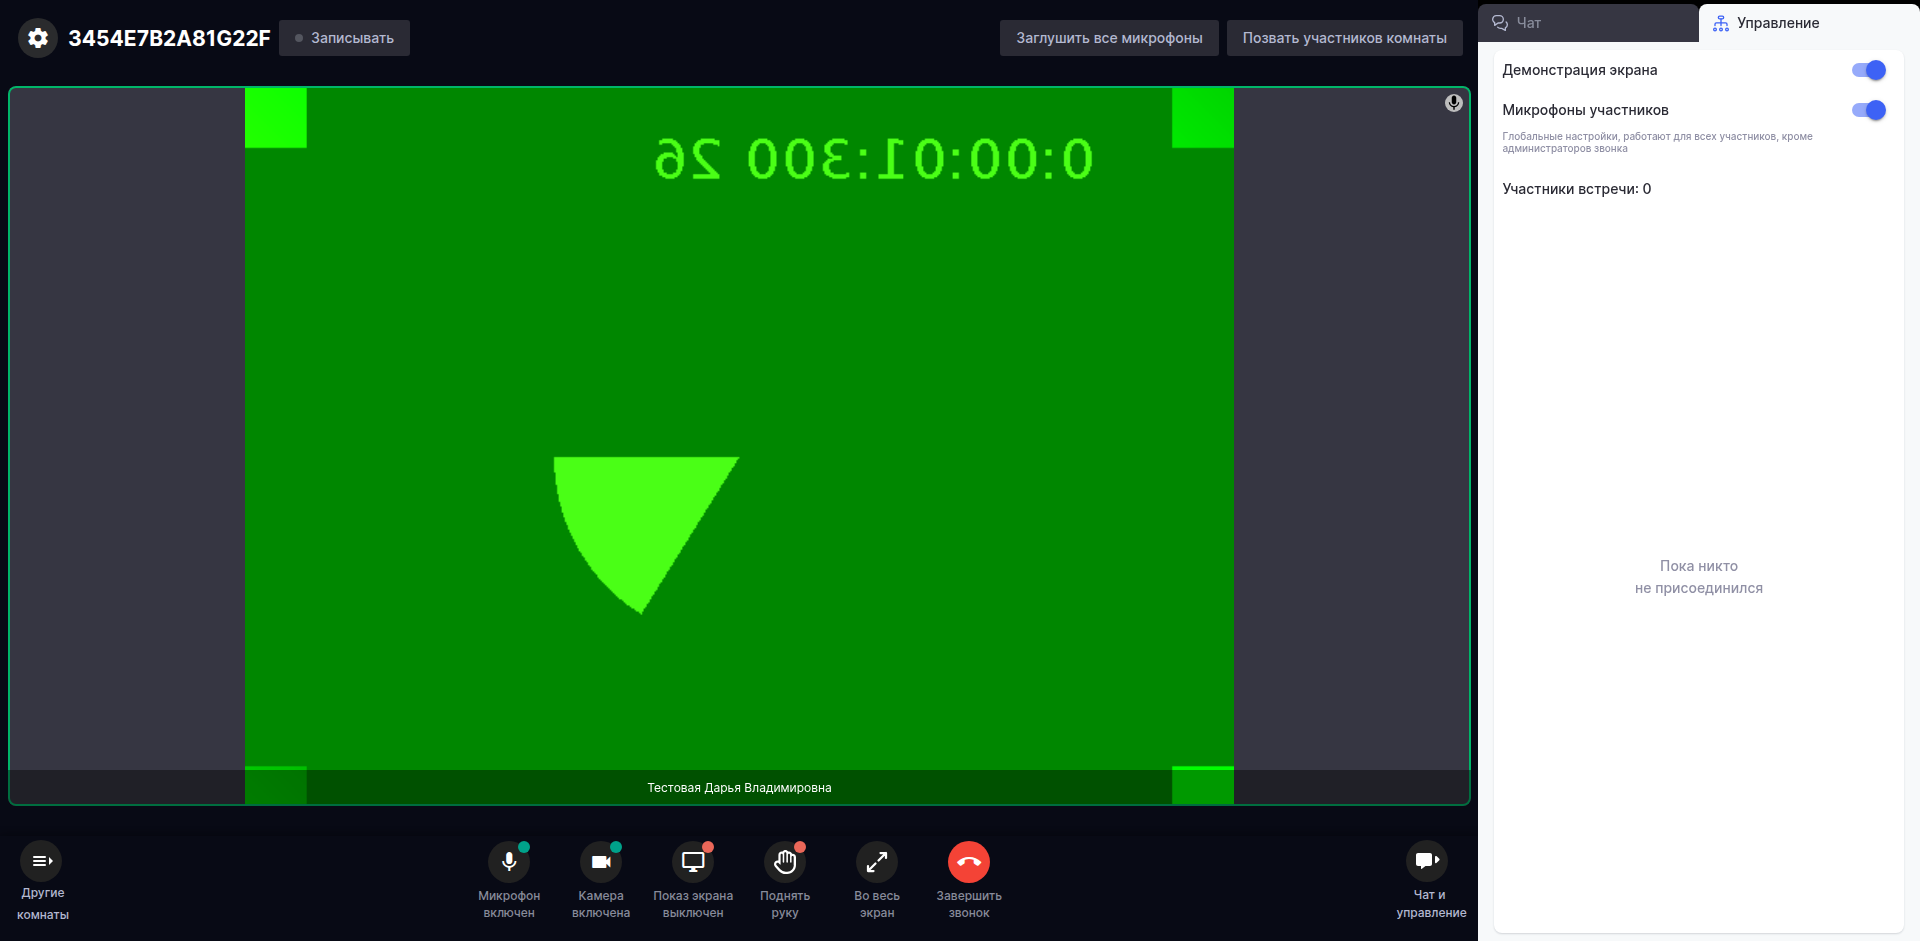 3454E7B2A81G22F
Записывать
Заглушить все микрофоны
Позвать участников комнаты
Чат
Управление
Демонстрация экрана
Микрофоны участников
Глобальные настройки, работают для всех участников, кроме
администраторов звонка
Участники встречи: 0
Пока никто
не присоединился
0:00:01:300 26
Тестовая Дарья Владимировна
Другие
комнаты
Микрофон
включен
Камера
включена
Показ экрана
выключен
Поднять
руку
Во весь
экран
Завершить
звонок
Чат и
управление